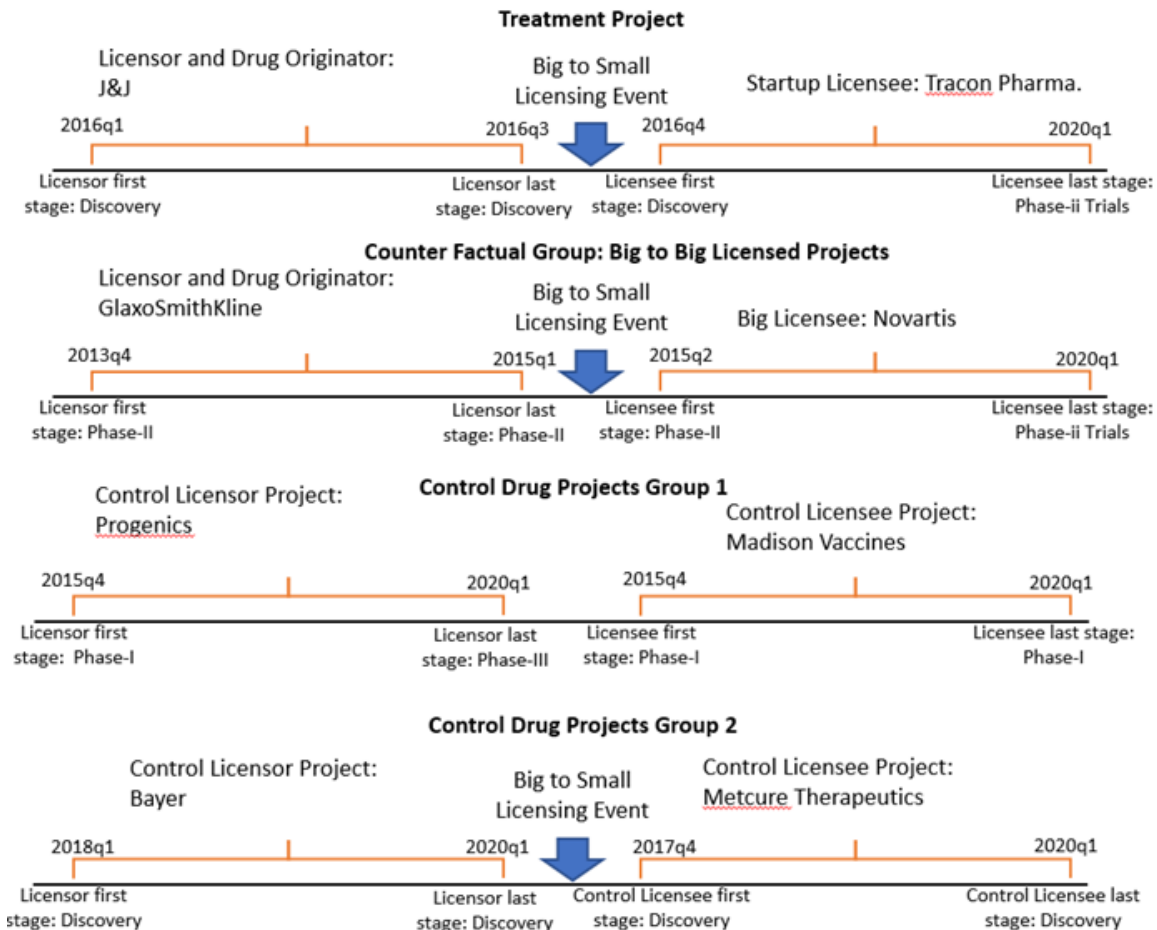 Treatment Project
Licensor and Drug Originator:
J&J
Big to Small
Licensing Event
Startup Licensee: Tracon Pharma.
2016q1
2016q3
2016q4
2020q1
Licensor first
stage: Discovery
Licensor last
stage: Discovery
Licensee first
stage: Discovery
Licensee last stage:
Phase-ii Trials
Counter Factual Group: Big to Big Licensed Projects
Licensor and Drug Originator:
GlaxoSmithKline
Big to Small
Licensing Event
Big Licensee: Novartis
2013q4
2015q1
2015q2
2020q1
Licensor first
stage: Phase-II
Licensor last
stage: Phase-II
Licensee first
stage: Phase-II
Licensee last stage:
Phase-ii Trials
Control Drug Projects Group 1
Control Licensor Project:
Progenics
Control Licensee Project:
Madison Vaccines
2015q4
2020q1
2015q4
2020q1
Licensor first
stage: Phase-I
Licensor last
stage: Phase-III
Licensee first
stage: Phase-I
Licensee last stage:
Phase-I
Control Drug Projects Group 2
Control Licensor Project:
Bayer
Big to Small
Licensing Event
Control Licensee Project:
Metcure Therapeutics
2018q1
2020q1
2017q4
2020q1
Licensor first
stage: Discovery
Licensor last
stage: Discovery
Control Licensee first
stage: Discovery
Control Licensee last
stage: Discovery